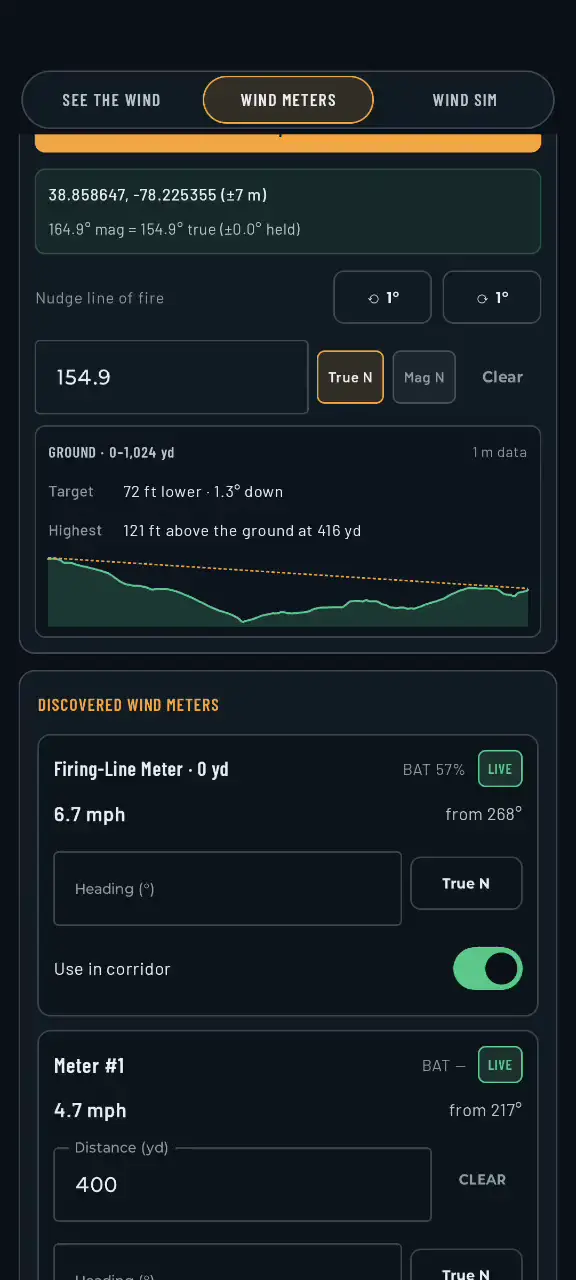 SEE THE WIND
WIND METERS
WIND SIM
38.858647, -78.225355 (±7 m)
164.9° mag = 154.9° true (±0.0° held)
Nudge line of fire
⟲ 1°
⟳ 1°
154.9
True N
Mag N
Clear
GROUND · 0–1,024 yd
1 m data
Target 72 ft lower · 1.3° down
Highest 121 ft above the ground at 416 yd
DISCOVERED WIND METERS
Firing-Line Meter · 0 yd
BAT 57%
LIVE
6.7 mph
from 268°
Heading (°)
True N
Use in corridor
Meter #1
BAT —
LIVE
4.7 mph
from 217°
Distance (yd)
400
CLEAR
Heading (°)
True N